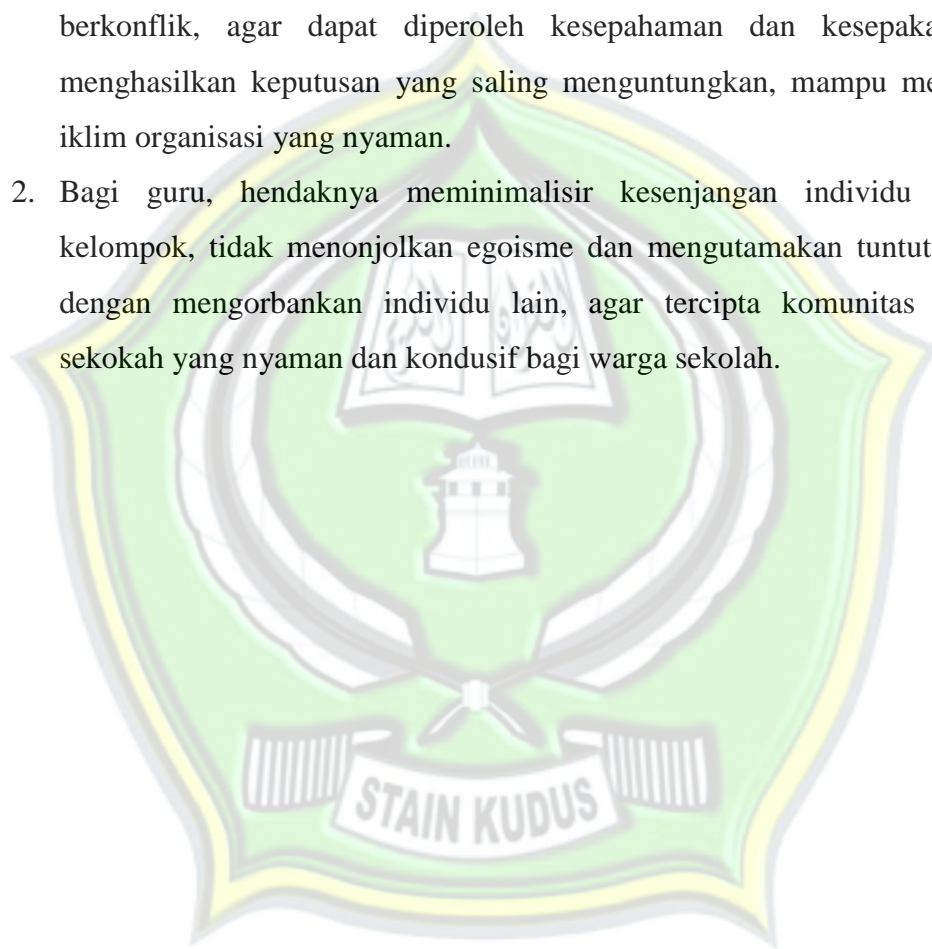 berkonflik, agar dapat diperoleh kesepahaman dan kesepaka
menghasilkan keputusan yang saling menguntungkan, mampu me
iklim organisasi yang nyaman.
2. Bagi guru, hendaknya meminimalisir kesenjangan individu
kelompok, tidak menonjolkan egoisme dan mengutamakan tuntut
dengan mengorbankan individu lain, agar tercipta komunitas
sekokah yang nyaman dan kondusif bagi warga sekolah.
STAIN KUDUS